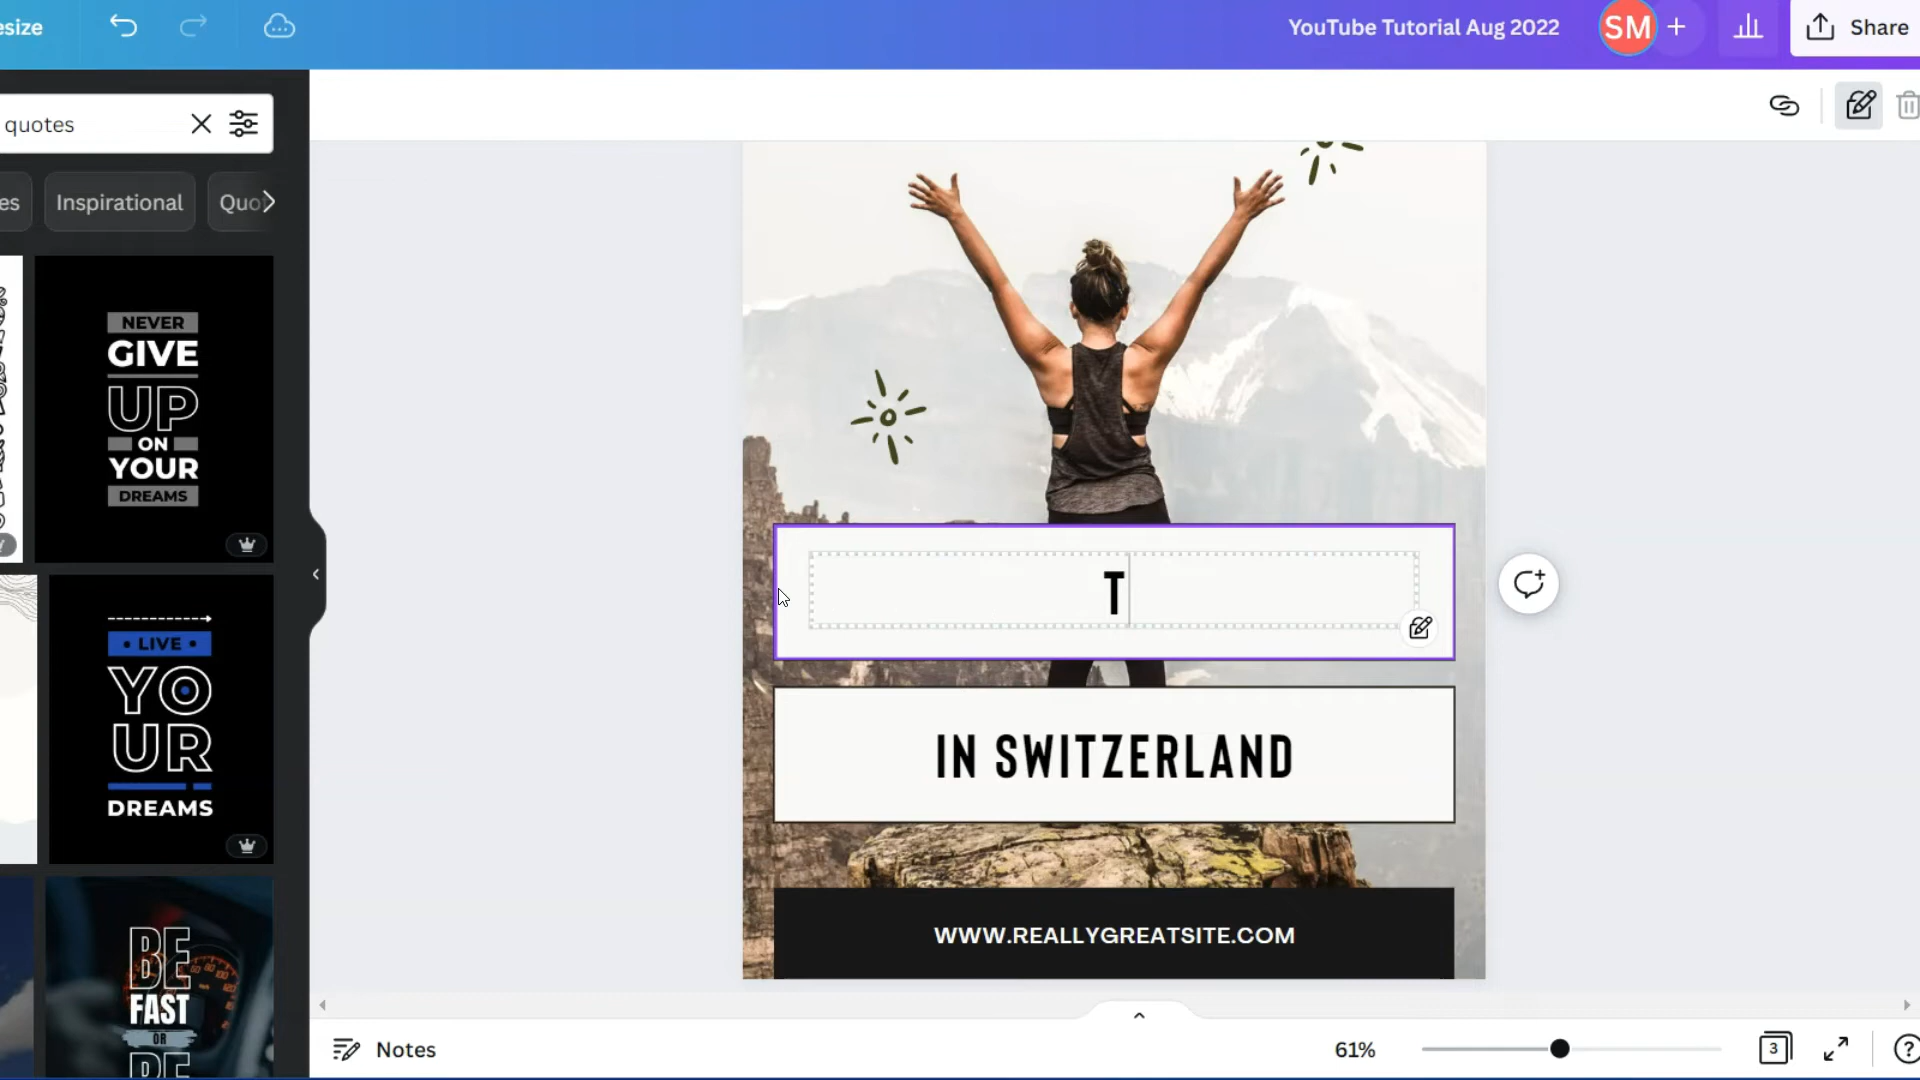 esize
YouTube Tutorial Aug 2022
SM
Share
quotes
es
Inspirational
Quo
NEVER
GIVE
UP
ON
YOUR
DREAMS
LIVE
YO
UR
DREAMS
BE
FAST
OR
BE
T
IN SWITZERLAND
WWW.REALLYGREATSITE.COM
Notes
61%
3
?